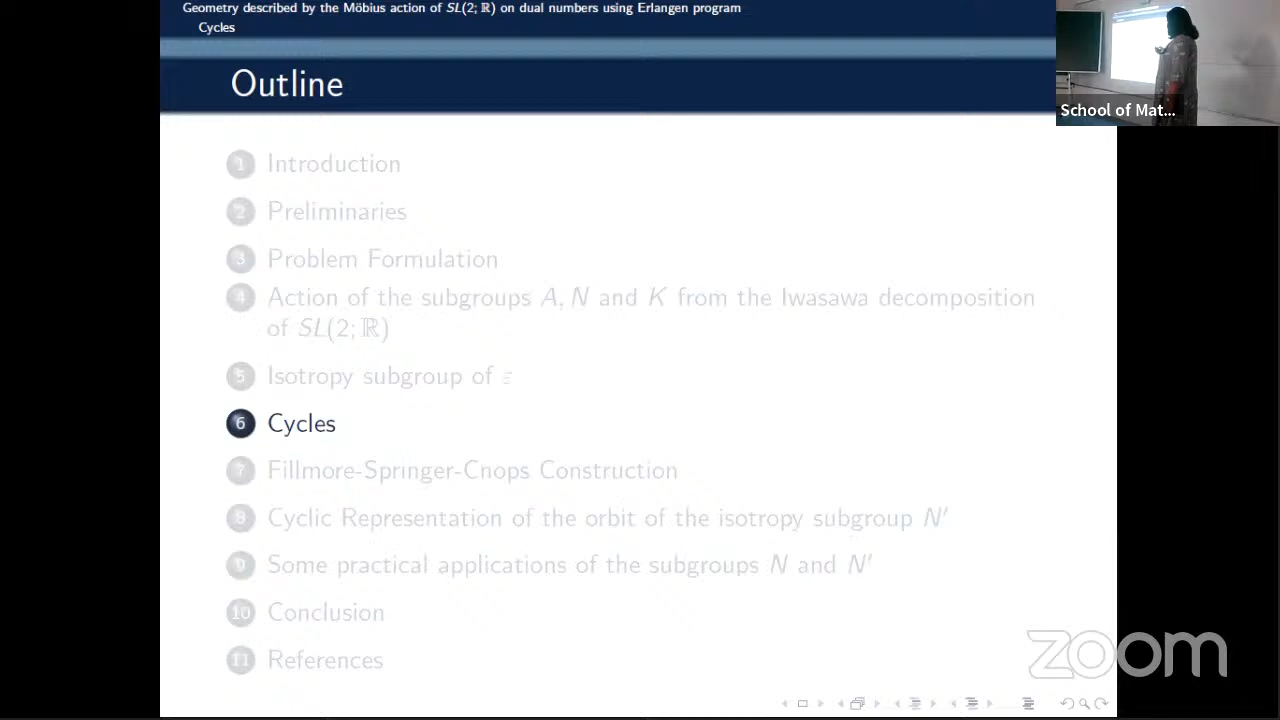 Geometry described by the Möbius action of SL(2;ℝ) on dual numbers using Erlangen program
Cycles
Outline
School of Mat...
1 Introduction
2 Preliminaries
3 Problem Formulation
4 Action of the subgroups A, N and K from the Iwasawa decomposition
of SL(2;ℝ)
5 Isotropy subgroup of ε
6 Cycles
7 Fillmore-Springer-Cnops Construction
8 Cyclic Representation of the orbit of the isotropy subgroup N′
9 Some practical applications of the subgroups N and N′
10 Conclusion
11 References
zoom